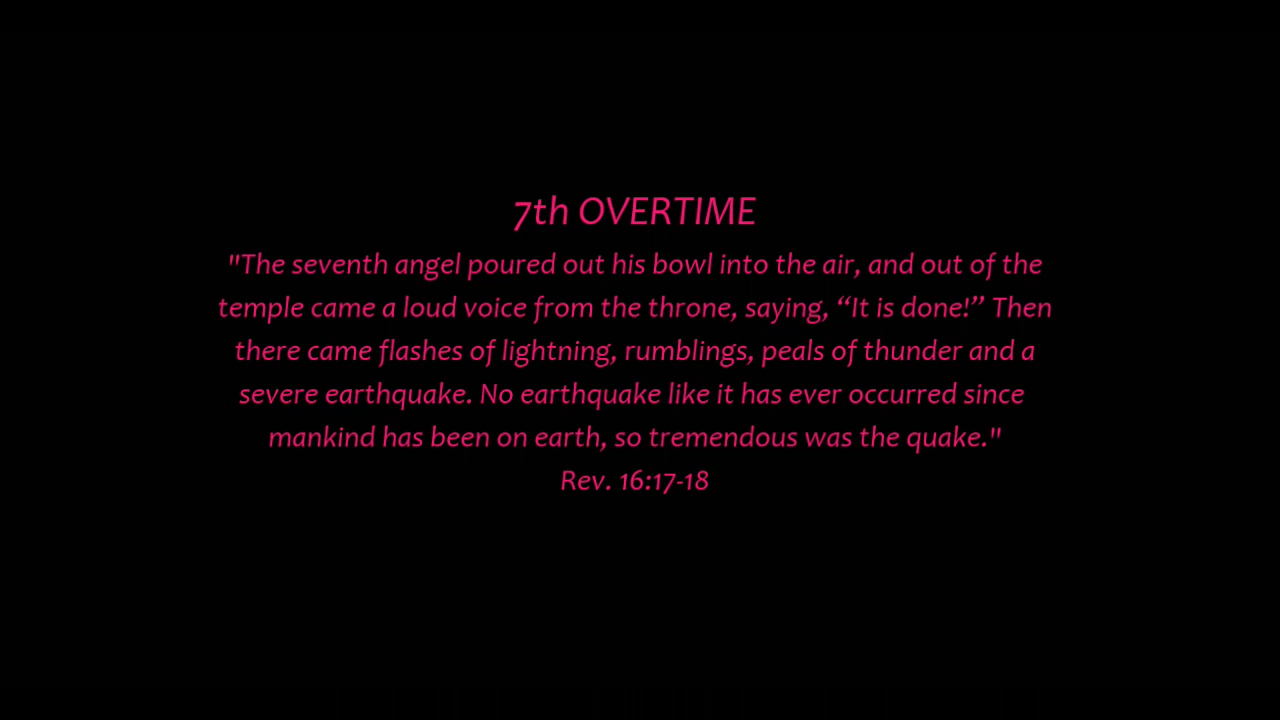 7th OVERTIME
"The seventh angel poured out his bowl into the air, and out of the
temple came a loud voice from the throne, saying, “It is done!” Then
there came flashes of lightning, rumblings, peals of thunder and a
severe earthquake. No earthquake like it has ever occurred since
mankind has been on earth, so tremendous was the quake."
Rev. 16:17-18